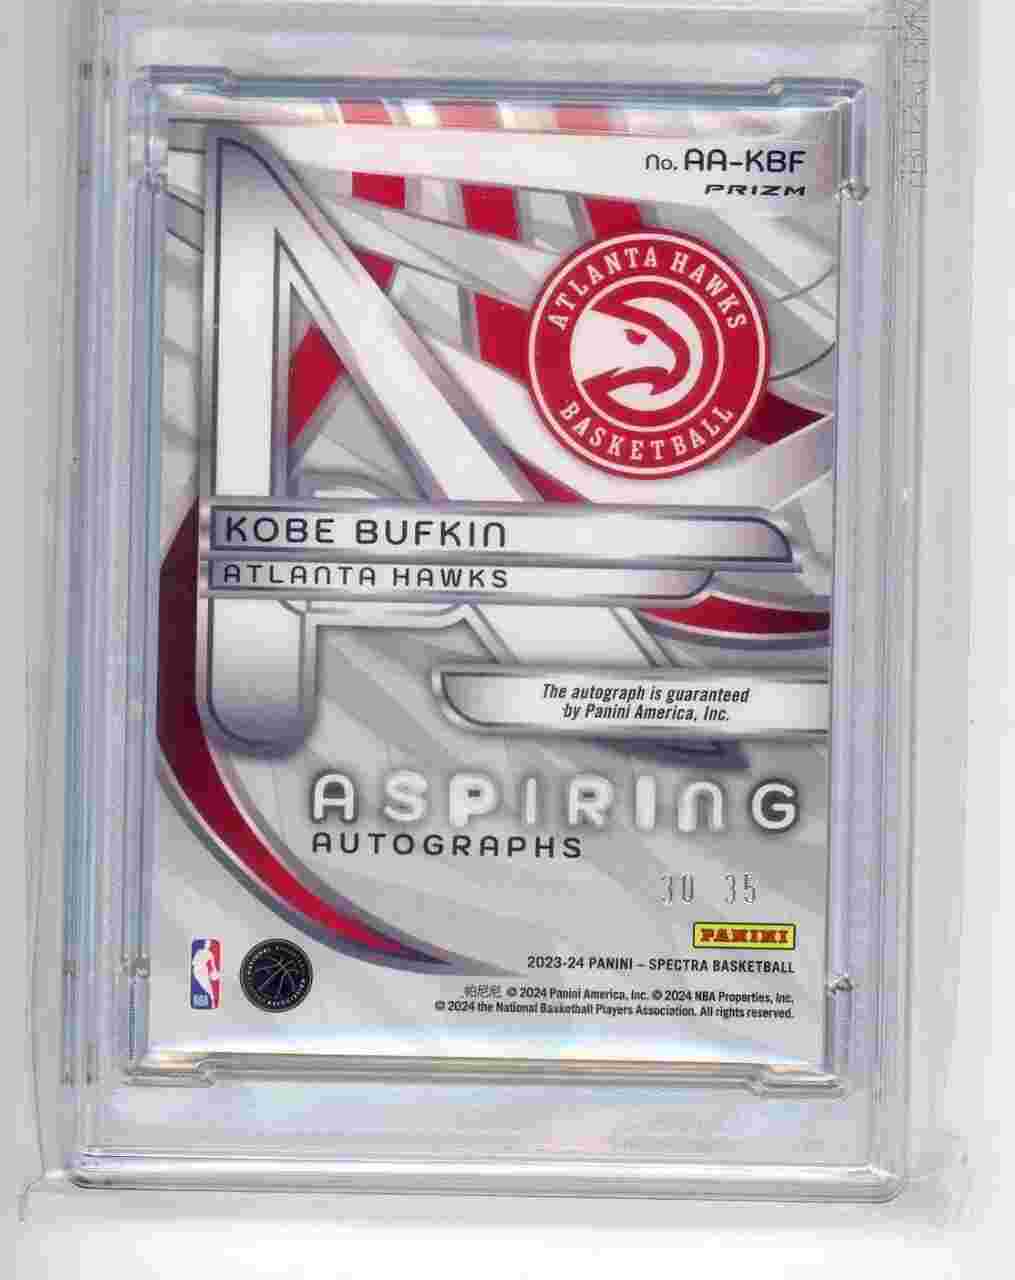 No. AA-KBF
PRIZM
ATLANTA HAWKS
BASKETBALL
KOBE BUFKIN
ATLANTA HAWKS
The autograph is guaranteed
by Panini America, Inc.
ASPIRING
AUTOGRAPHS
30 35
PANINI
2023-24 PANINI – SPECTRA BASKETBALL
帕尼尼 © 2024 Panini America, Inc. © 2024 NBA Properties, Inc.
© 2024 the National Basketball Players Association. All rights reserved.
NBA